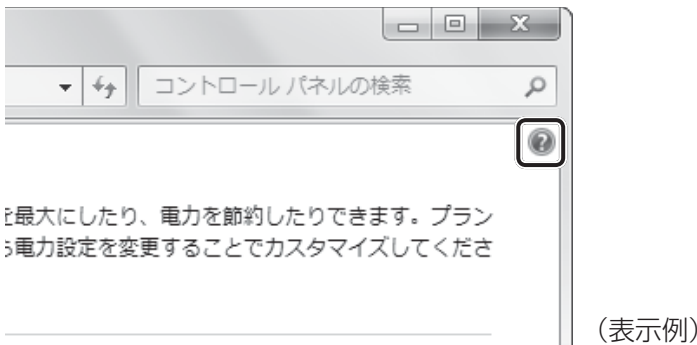 コントロール パネルの検索
を最大にしたり、電力を節約したりできます。プラン
電力設定を変更することでカスタマイズしてくださ
（表示例）